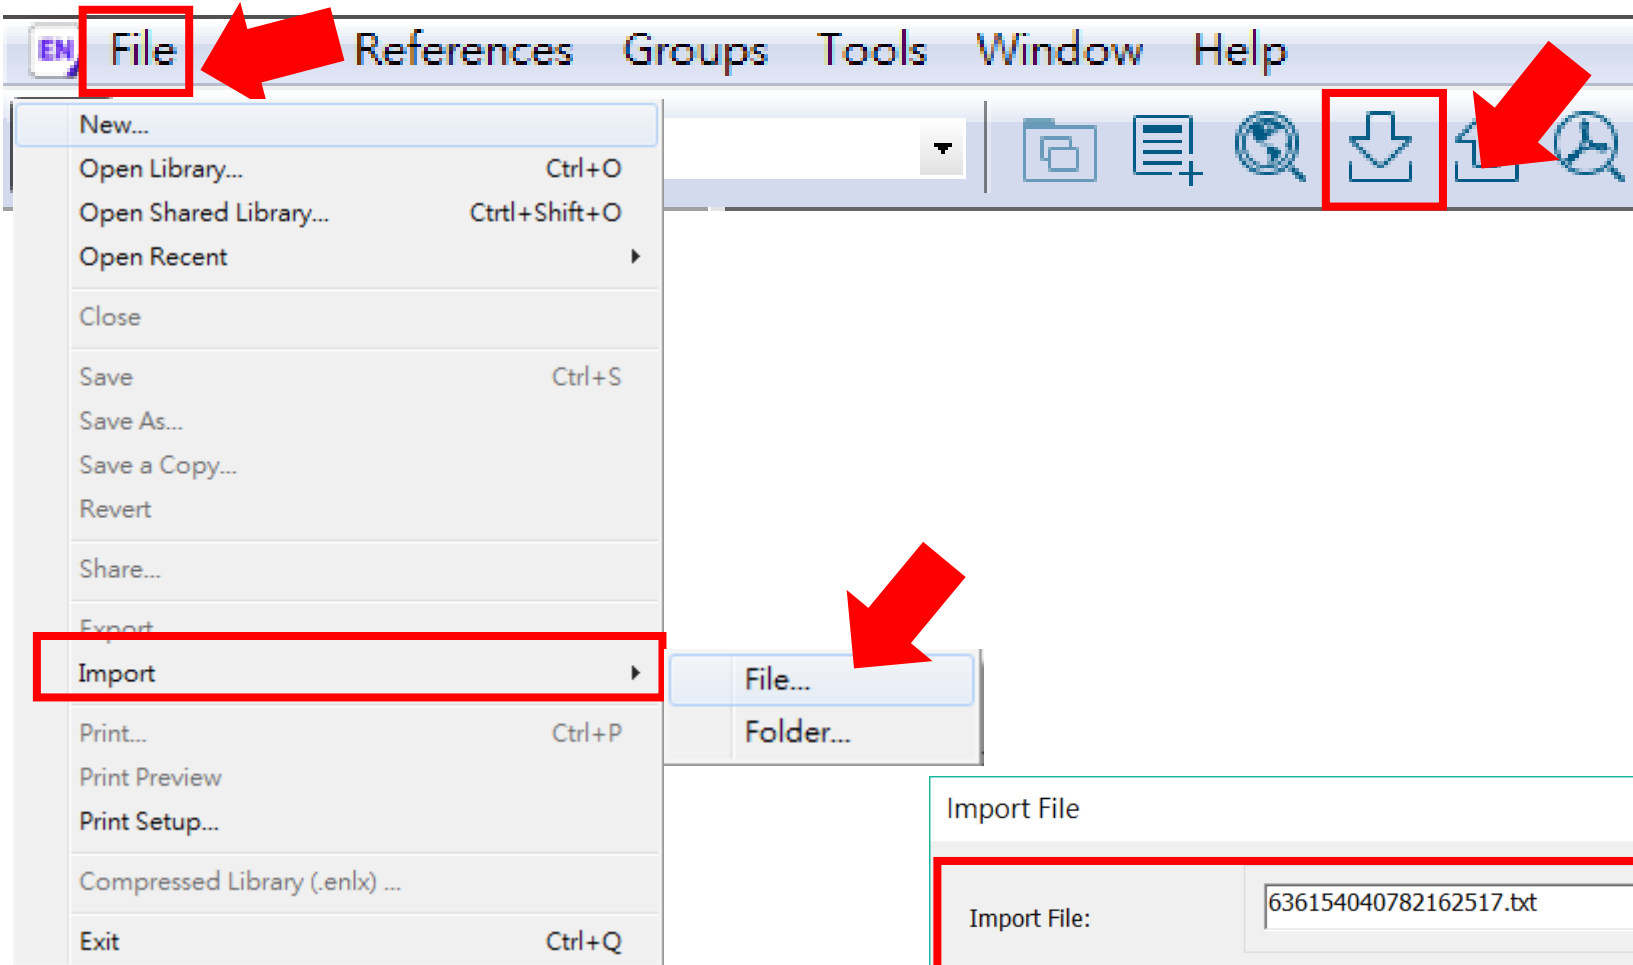 EN File References Groups Tools Window Help
New...
Open Library... Ctrl+O
Open Shared Library... Ctrtl+Shift+O
Open Recent
Close
Save Ctrl+S
Save As...
Save a Copy...
Revert
Share...
Export
Import
File...
Folder...
Print... Ctrl+P
Print Preview
Print Setup...
Compressed Library (.enlx) ...
Exit Ctrl+Q
Import File
Import File: 636154040782162517.txt